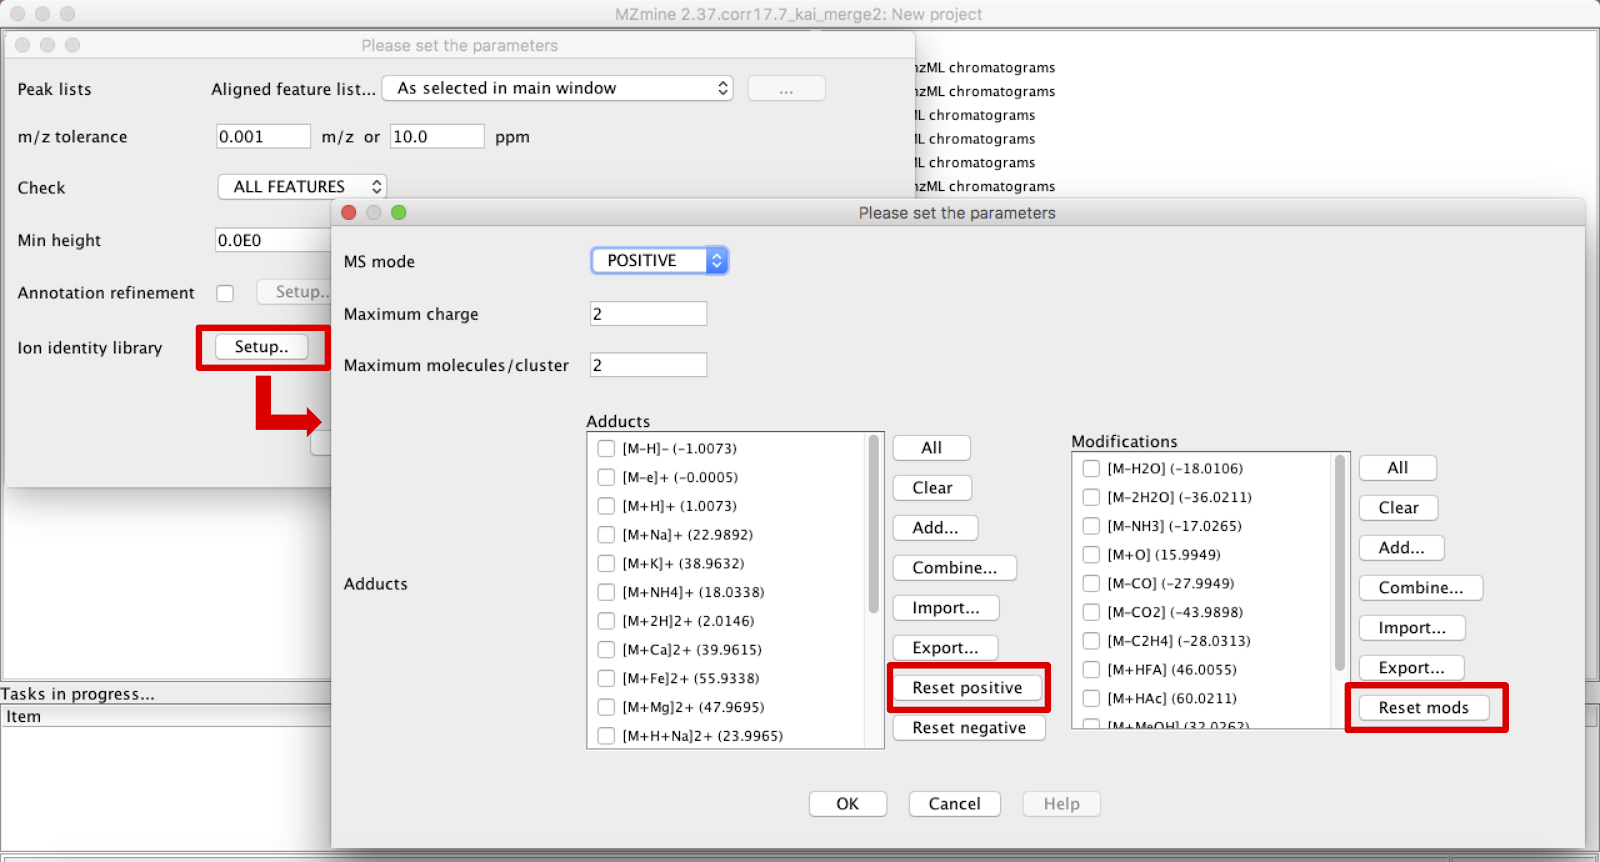 MZmine 2.37.corr17.7_kai_merge2: New project
Please set the parameters
Peak lists
Aligned feature list...
As selected in main window
...
m/z tolerance
0.001
m/z or
10.0
ppm
Check
ALL FEATURES
Min height
0.0E0
Annotation refinement
Setup..
Ion identity library
Setup..
nzML chromatograms
nzML chromatograms
ML chromatograms
ML chromatograms
ML chromatograms
nzML chromatograms
Please set the parameters
MS mode
POSITIVE
Maximum charge
2
Maximum molecules/cluster
2
Adducts
Adducts
[M−H]− (−1.0073)
[M−e]+ (−0.0005)
[M+H]+ (1.0073)
[M+Na]+ (22.9892)
[M+K]+ (38.9632)
[M+NH4]+ (18.0338)
[M+2H]2+ (2.0146)
[M+Ca]2+ (39.9615)
[M+Fe]2+ (55.9338)
[M+Mg]2+ (47.9695)
[M+H+Na]2+ (23.9965)
All
Clear
Add...
Combine...
Import...
Export...
Reset positive
Reset negative
Modifications
[M−H2O] (−18.0106)
[M−2H2O] (−36.0211)
[M−NH3] (−17.0265)
[M+O] (15.9949)
[M−CO] (−27.9949)
[M−CO2] (−43.9898)
[M−C2H4] (−28.0313)
[M+HFA] (46.0055)
[M+HAc] (60.0211)
[M+MeOH] (32.0262)
All
Clear
Add...
Combine...
Import...
Export...
Reset mods
OK
Cancel
Help
Tasks in progress...
Item